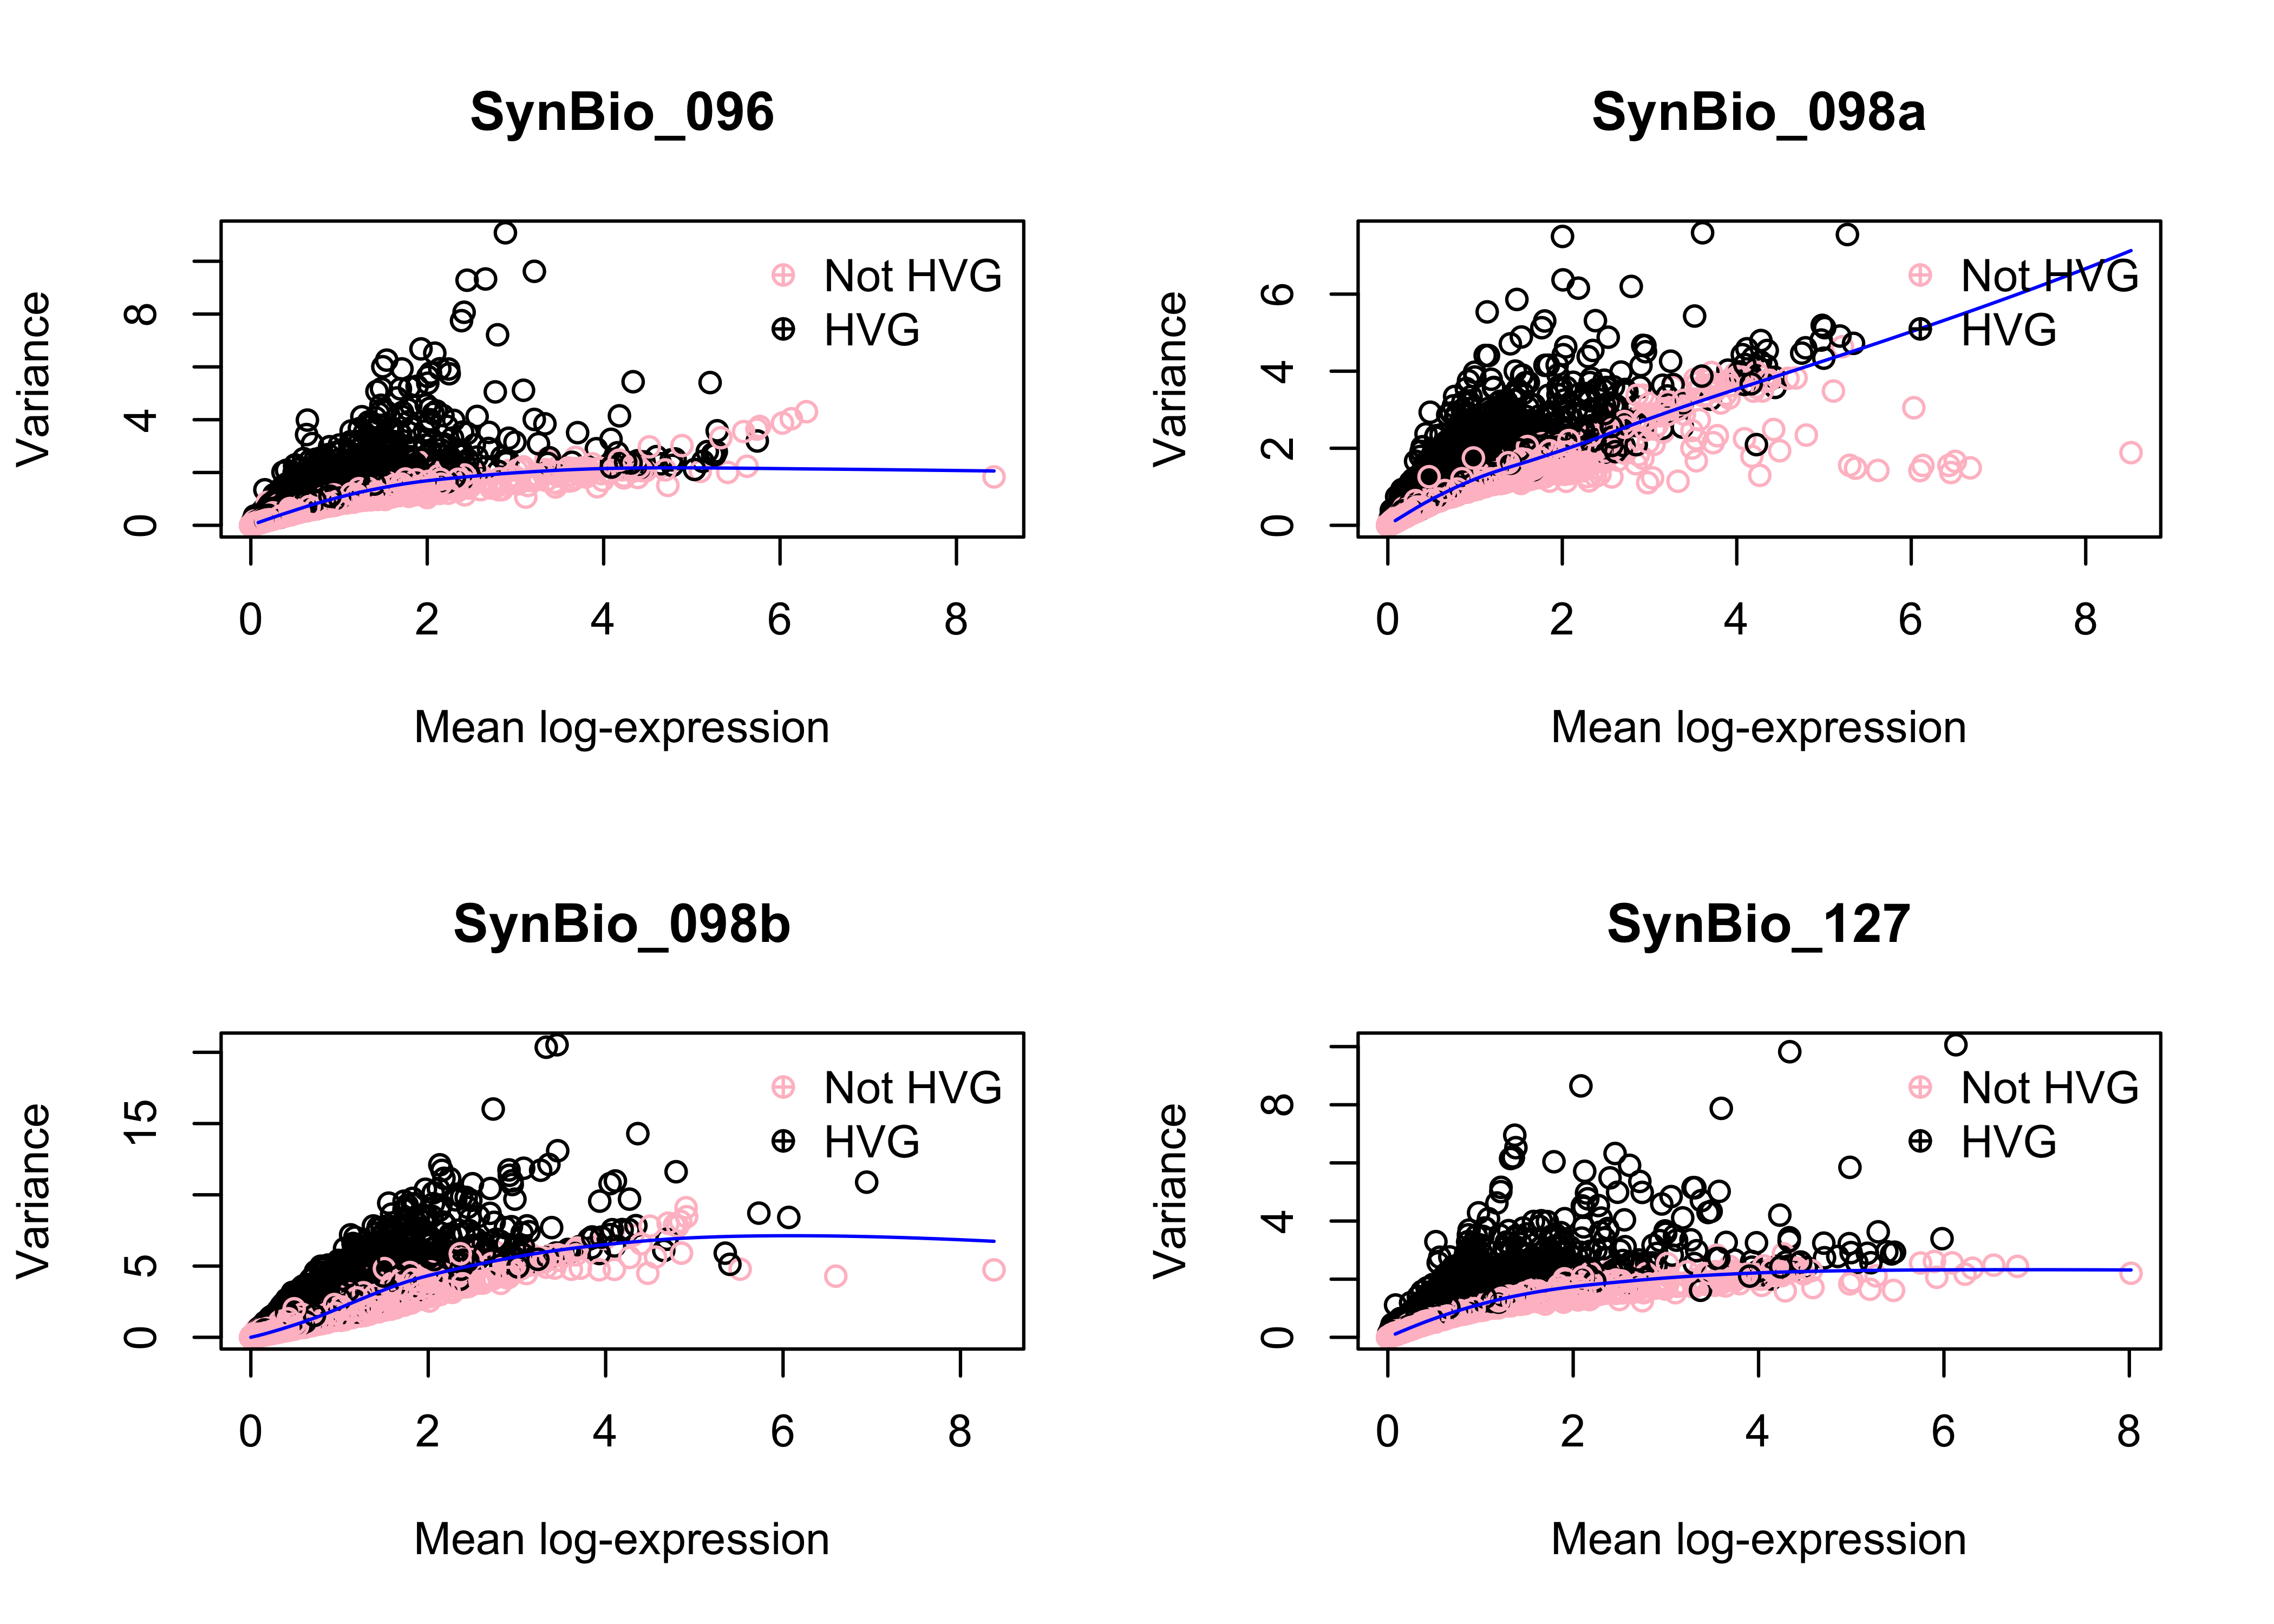 SynBio_096
Variance
8
4
0
Not HVG
HVG
0 2 4 6 8
Mean log-expression
SynBio_098a
Variance
6
4
2
0
Not HVG
HVG
0 2 4 6 8
Mean log-expression
SynBio_098b
Variance
15
5
0
Not HVG
HVG
0 2 4 6 8
Mean log-expression
SynBio_127
Variance
8
4
0
Not HVG
HVG
0 2 4 6 8
Mean log-expression